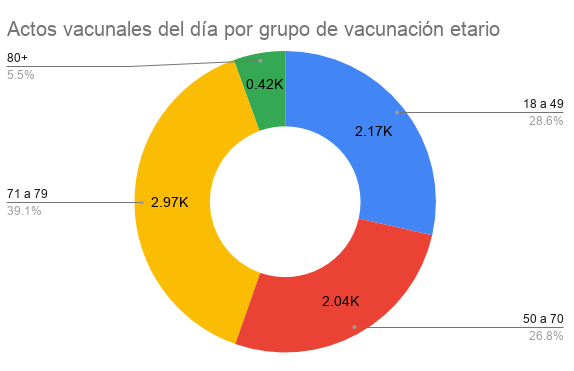 Actos vacunales del día por grupo de vacunación etario
80+
5.5%
0.42K
18 a 49
28.6%
2.17K
71 a 79
39.1%
2.97K
2.04K
50 a 70
26.8%